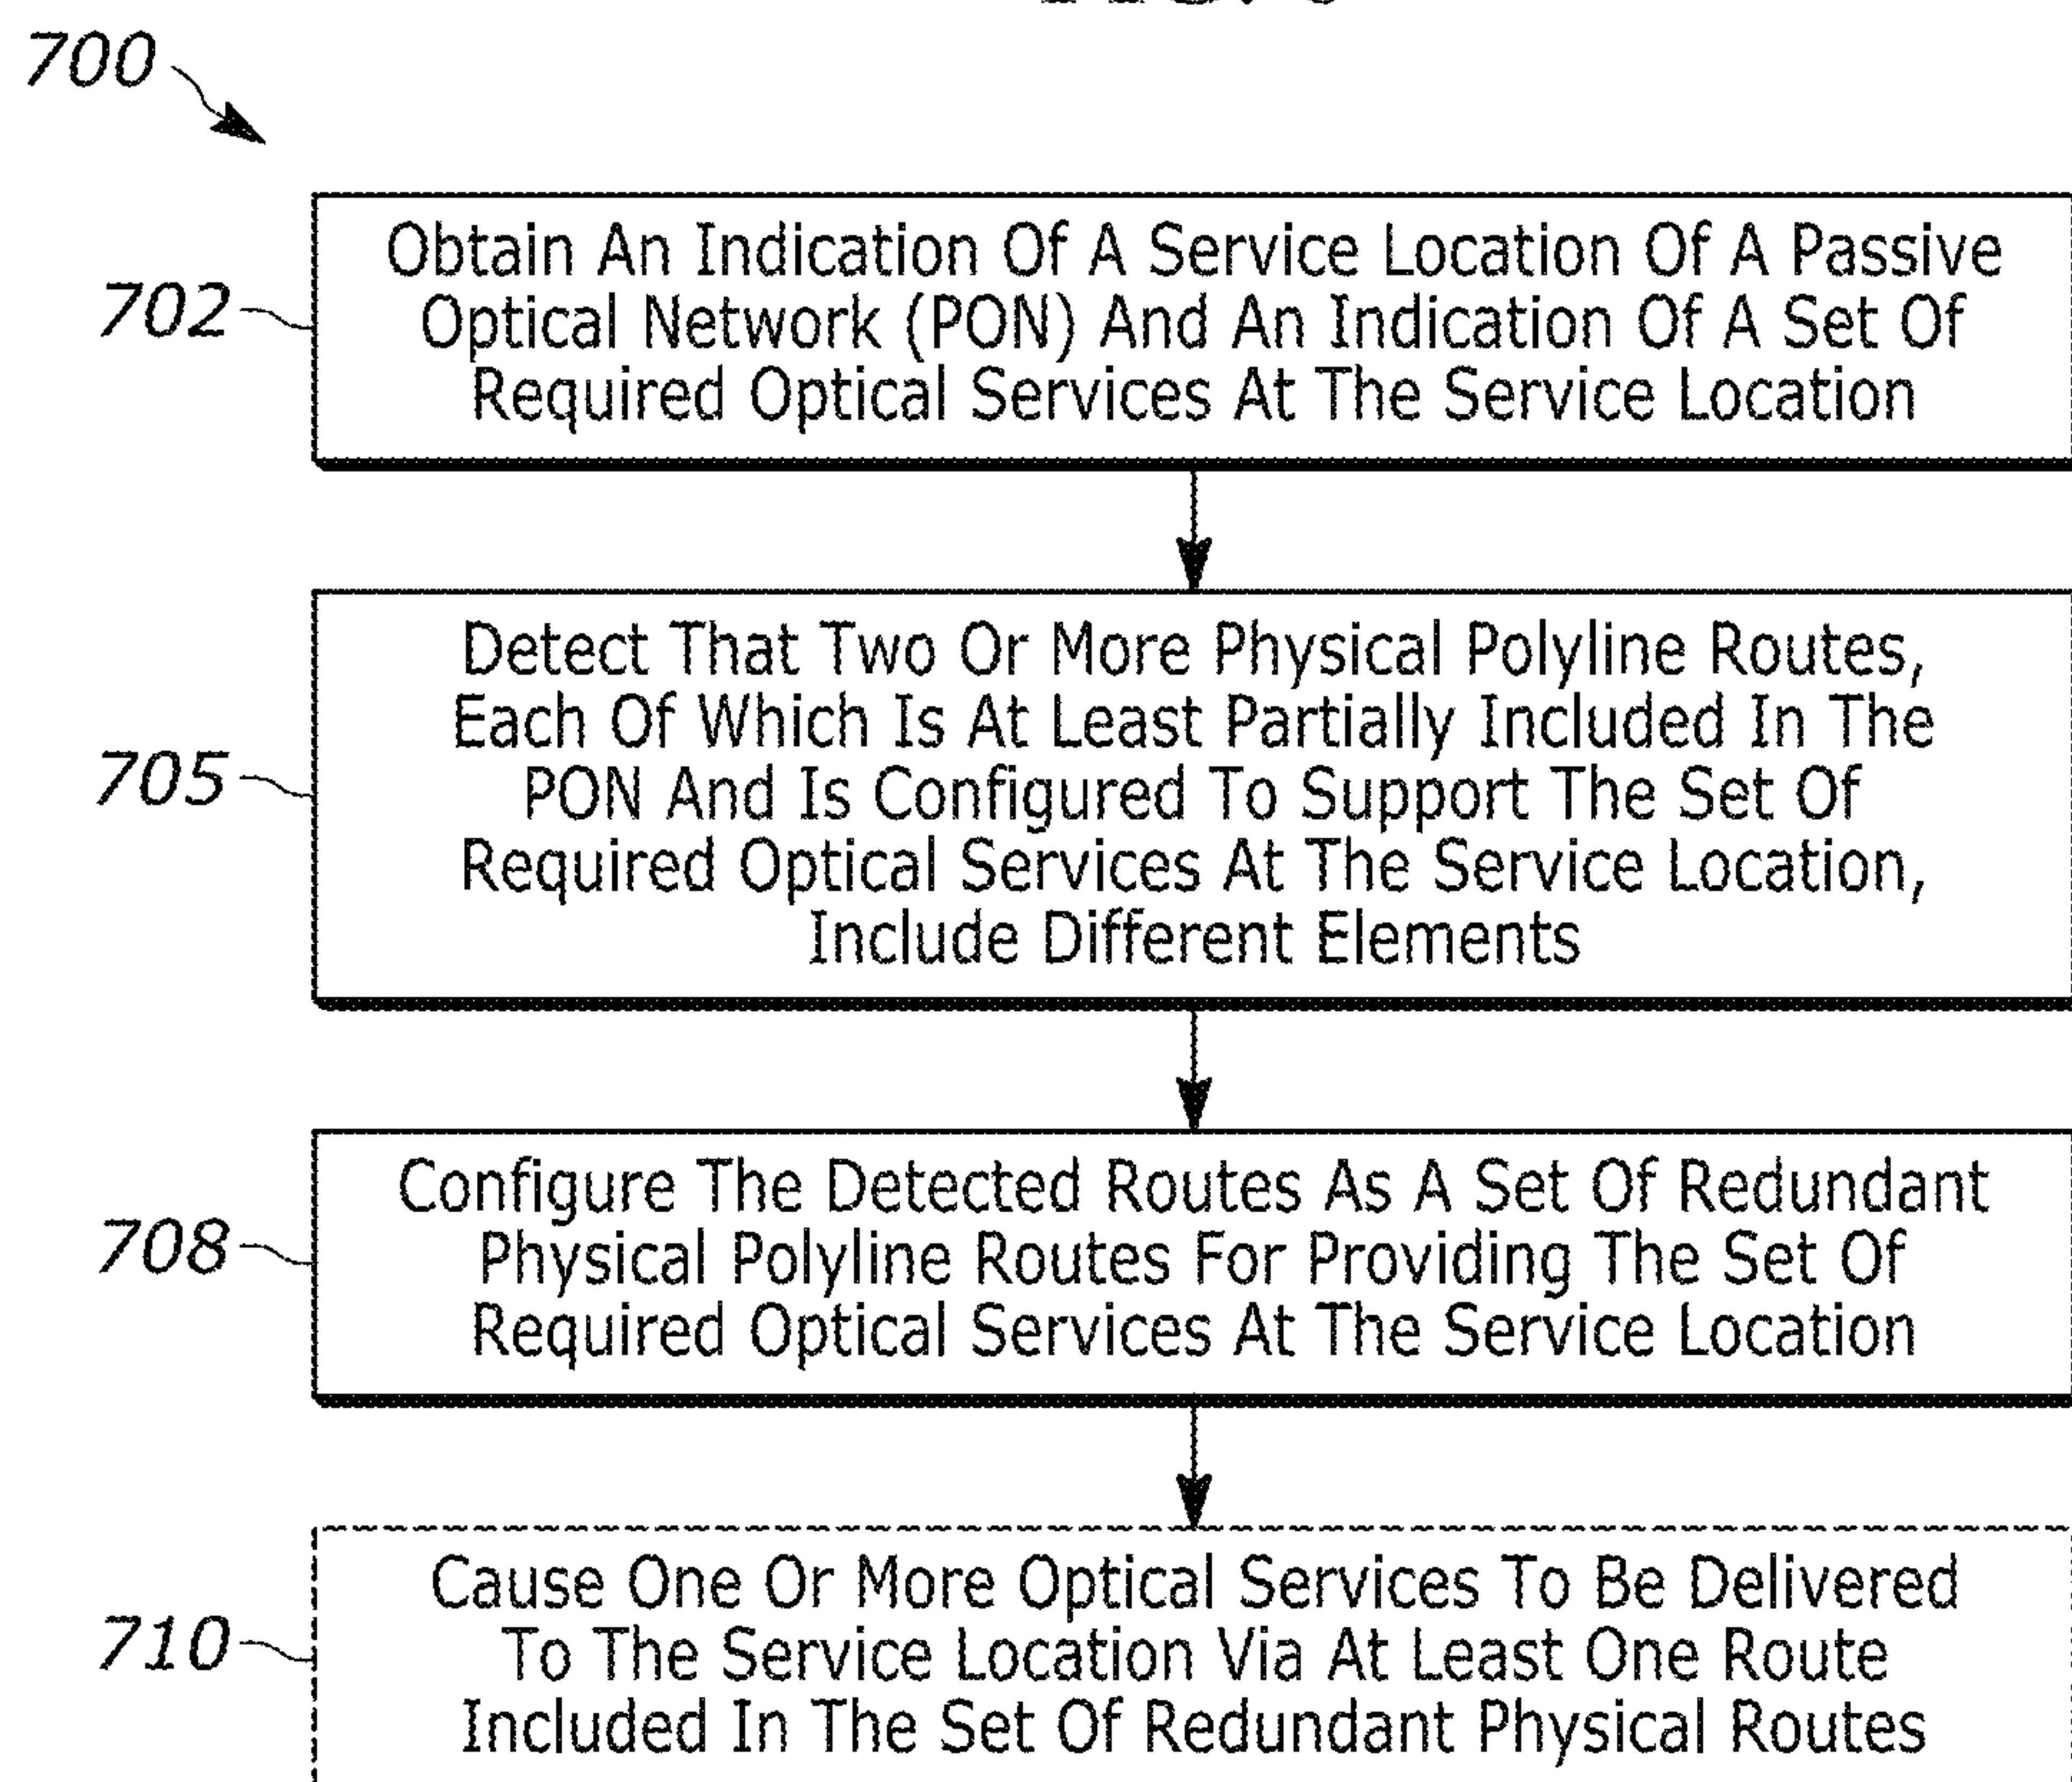 700
702
Obtain An Indication Of A Service Location Of A Passive
Optical Network (PON) And An Indication Of A Set Of
Required Optical Services At The Service Location
705
Detect That Two Or More Physical Polyline Routes,
Each Of Which Is At Least Partially Included In The
PON And Is Configured To Support The Set Of
Required Optical Services At The Service Location,
Include Different Elements
708
Configure The Detected Routes As A Set Of Redundant
Physical Polyline Routes For Providing The Set Of
Required Optical Services At The Service Location
710
Cause One Or More Optical Services To Be Delivered
To The Service Location Via At Least One Route
Included In The Set Of Redundant Physical Routes